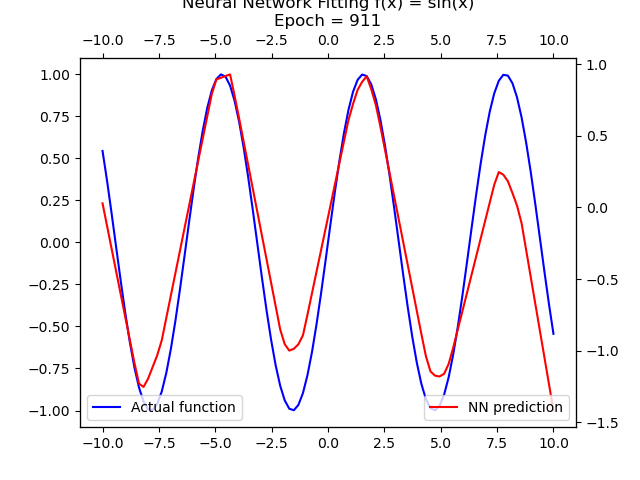 Neural Network Fitting f(x) = sin(x)
Epoch = 911
−10.0 −7.5 −5.0 −2.5 0.0 2.5 5.0 7.5 10.0
1.00
0.75
0.50
0.25
0.00
−0.25
−0.50
−0.75
−1.00
1.0
0.5
0.0
−0.5
−1.0
−1.5
Actual function
NN prediction
−10.0 −7.5 −5.0 −2.5 0.0 2.5 5.0 7.5 10.0